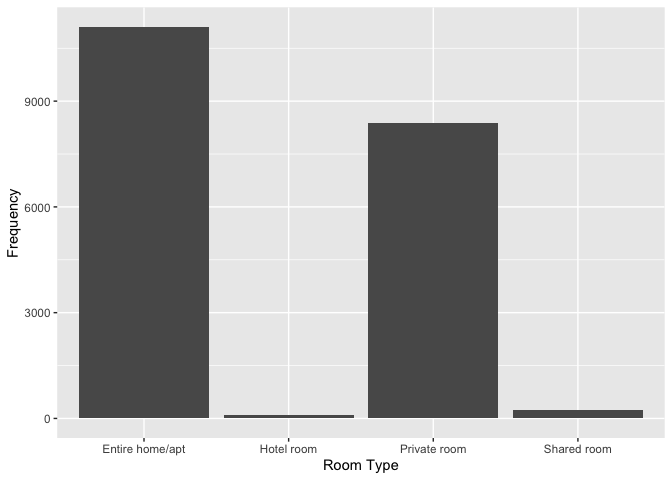 9000
6000
3000
0
Frequency
Entire home/apt
Hotel room
Private room
Shared room
Room Type